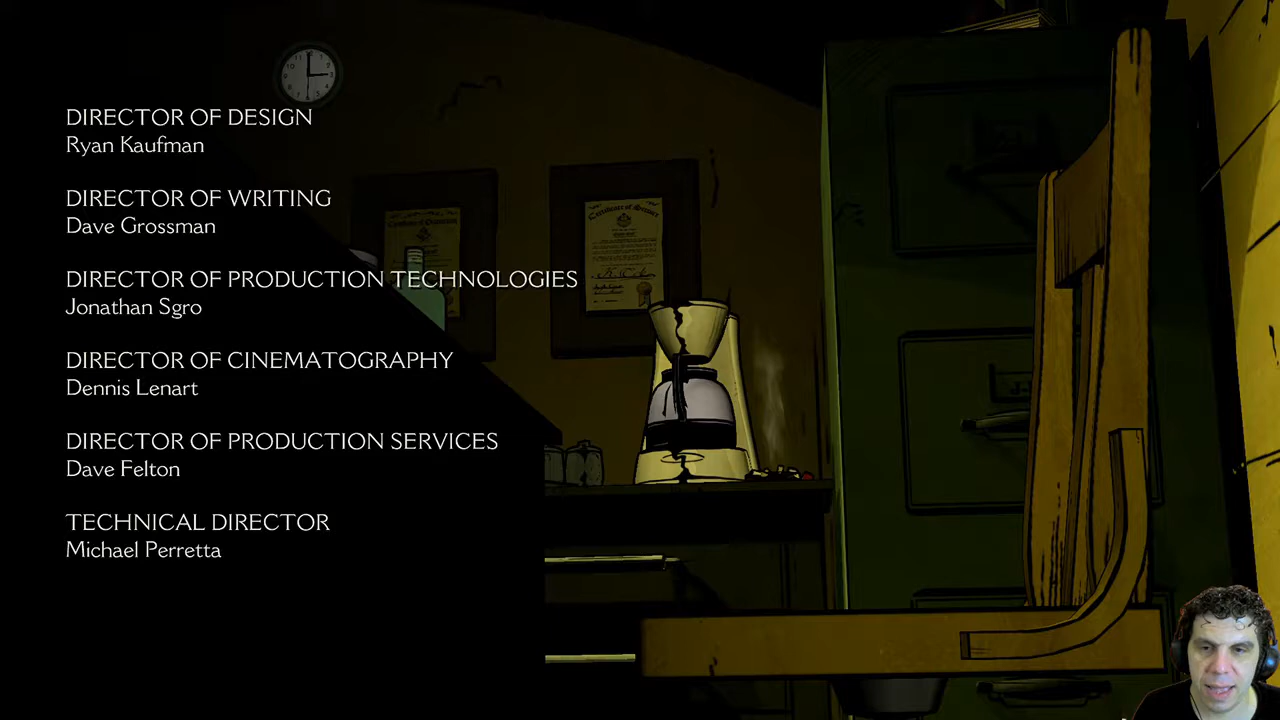 DIRECTOR OF DESIGN
Ryan Kaufman
DIRECTOR OF WRITING
Dave Grossman
DIRECTOR OF PRODUCTION TECHNOLOGIES
Jonathan Sgro
DIRECTOR OF CINEMATOGRAPHY
Dennis Lenart
DIRECTOR OF PRODUCTION SERVICES
Dave Felton
TECHNICAL DIRECTOR
Michael Perretta